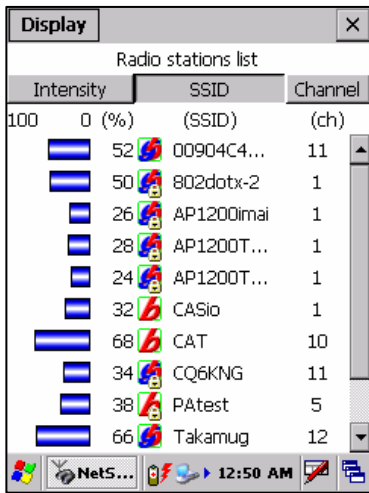 Display
Radio stations list
Intensity SSID Channel
100 0 (%) (SSID) (ch)
52 00904C4... 11
50 802dotx-2 1
26 AP1200imai 1
28 AP1200T... 1
24 AP1200T... 1
32 CASio 1
68 CAT 10
34 CQ6KNG 11
38 PAtest 5
66 Takamug 12
NetS... 12:50 AM